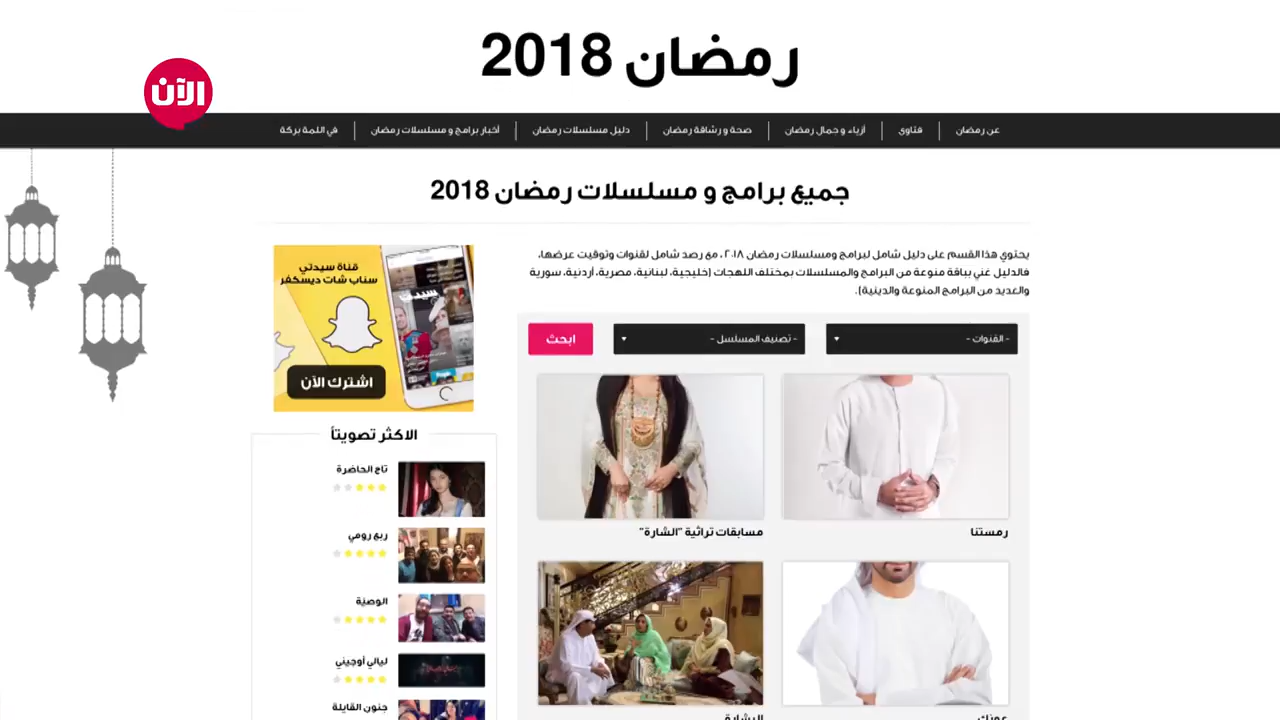 رمضان 2018
الآن
عن رمضان
فتاوى
أزياء و جمال رمضان
صحة و رشاقة رمضان
دليل مسلسلات رمضان
أخبار برامج و مسلسلات رمضان
في اللمة بركة
جميع برامج و مسلسلات رمضان 2018
يحتوي هذا القسم على دليل شامل لبرامج ومسلسلات رمضان ٢٠١٨ ، مع رصد شامل لقنوات وتوقيت عرضها،
فالدليل غني بباقة منوعة من البرامج والمسلسلات بمختلف اللهجات (خليجية، لبنانية، مصرية، أردنية، سورية
والعديد من البرامج المنوعة والدينية) .
- القنوات -
- تصنيف المسلسل -
ابحث
رمستنا
مسابقات تراثية "الشارة"
البشارة
قناة سيدتي
سناب شات ديسكفر
سيدتي
اشترك الآن
الاكثر تصويتاً
تاج الحاضرة
ربع رومي
الوصيّة
ليالي أوجيني
جنون القايلة